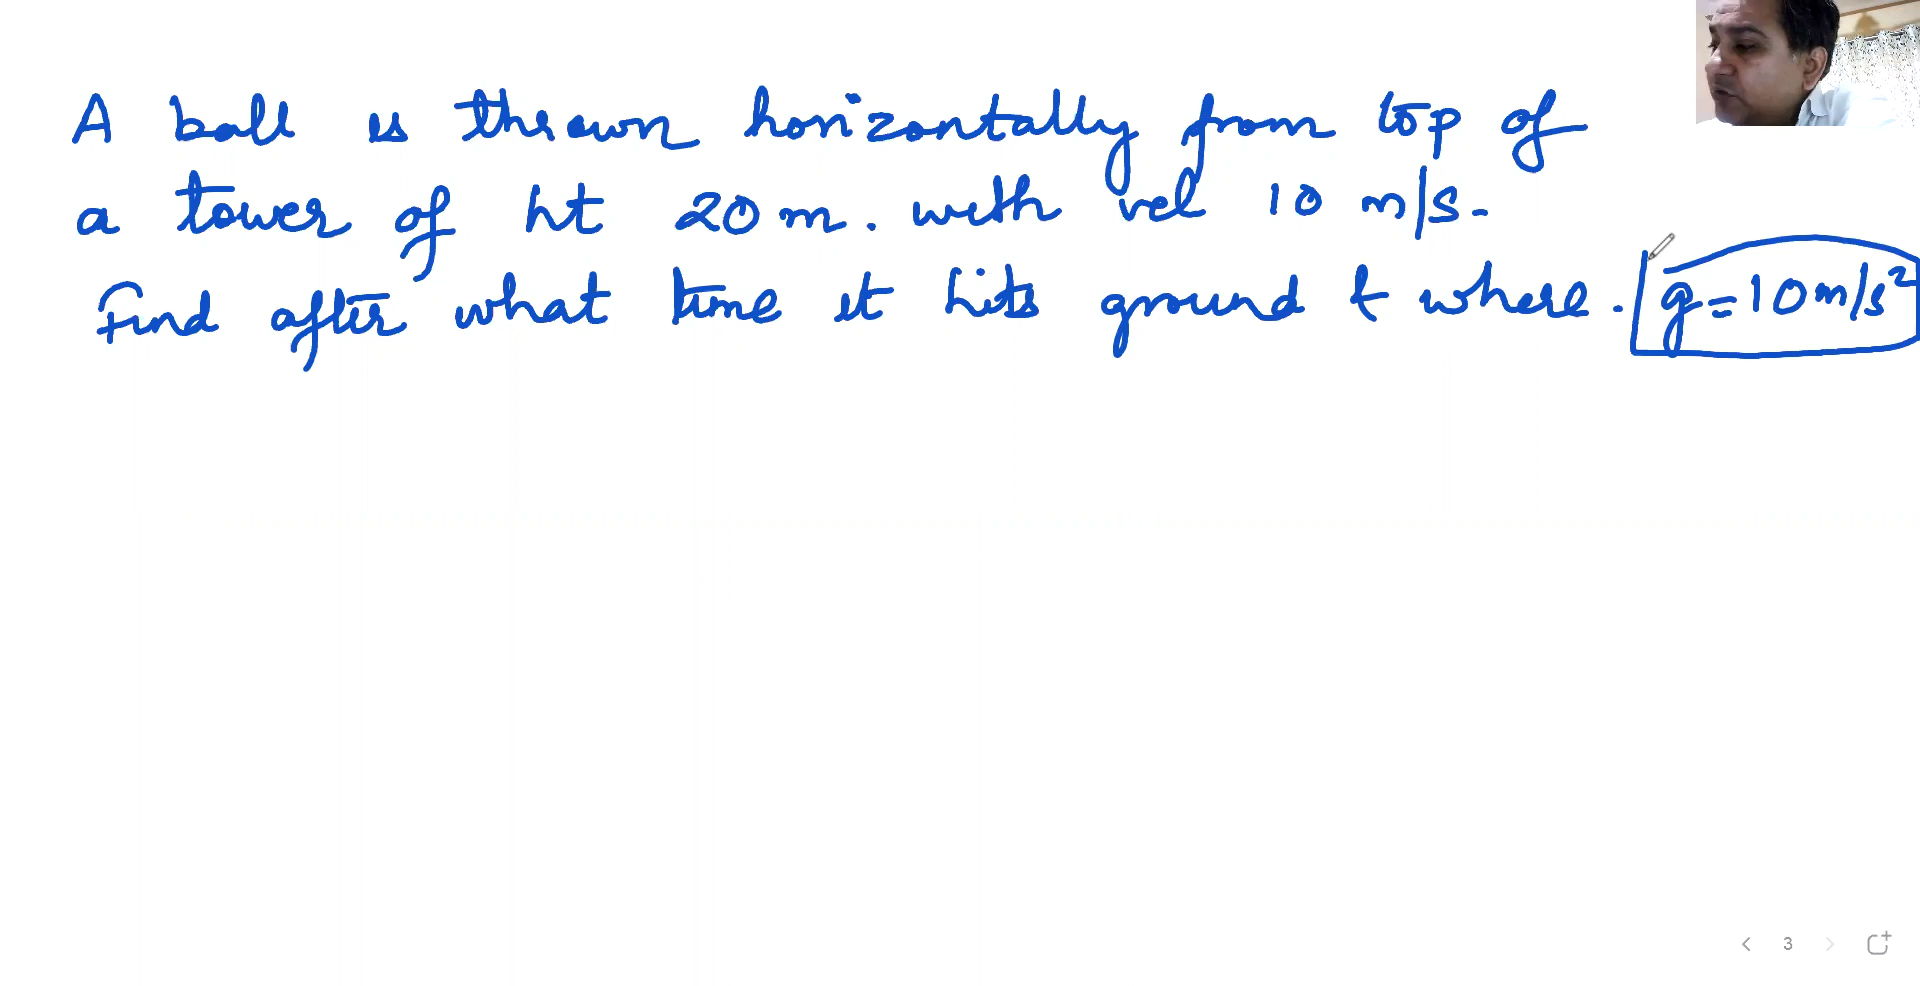 A ball is thrown horizontally from top of
a tower of ht 20m. with vel 10 m/s.
Find after what time it hits ground & where. g=10m/s²
3